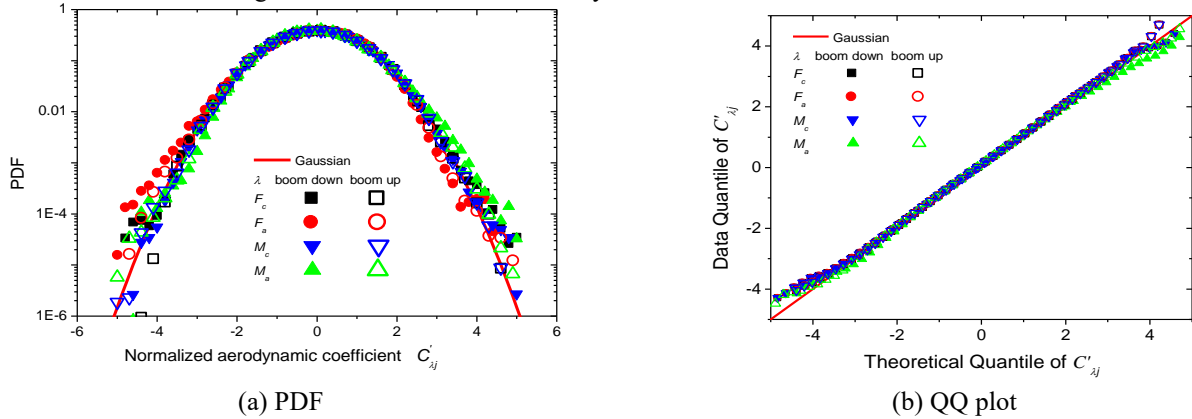 PDF
1
0.01
1E-4
1E-6
-6
-4
-2
0
2
4
6
Normalized aerodynamic coefficient C'λj
Gaussian
λ boom down boom up
Fc
Fa
Mc
Ma
(a) PDF
Data Quantile of C'λj
4
2
0
-2
-4
-4
-2
0
2
4
Theoretical Quantile of C'λj
Gaussian
λ boom down boom up
Fc
Fa
Mc
Ma
(b) QQ plot